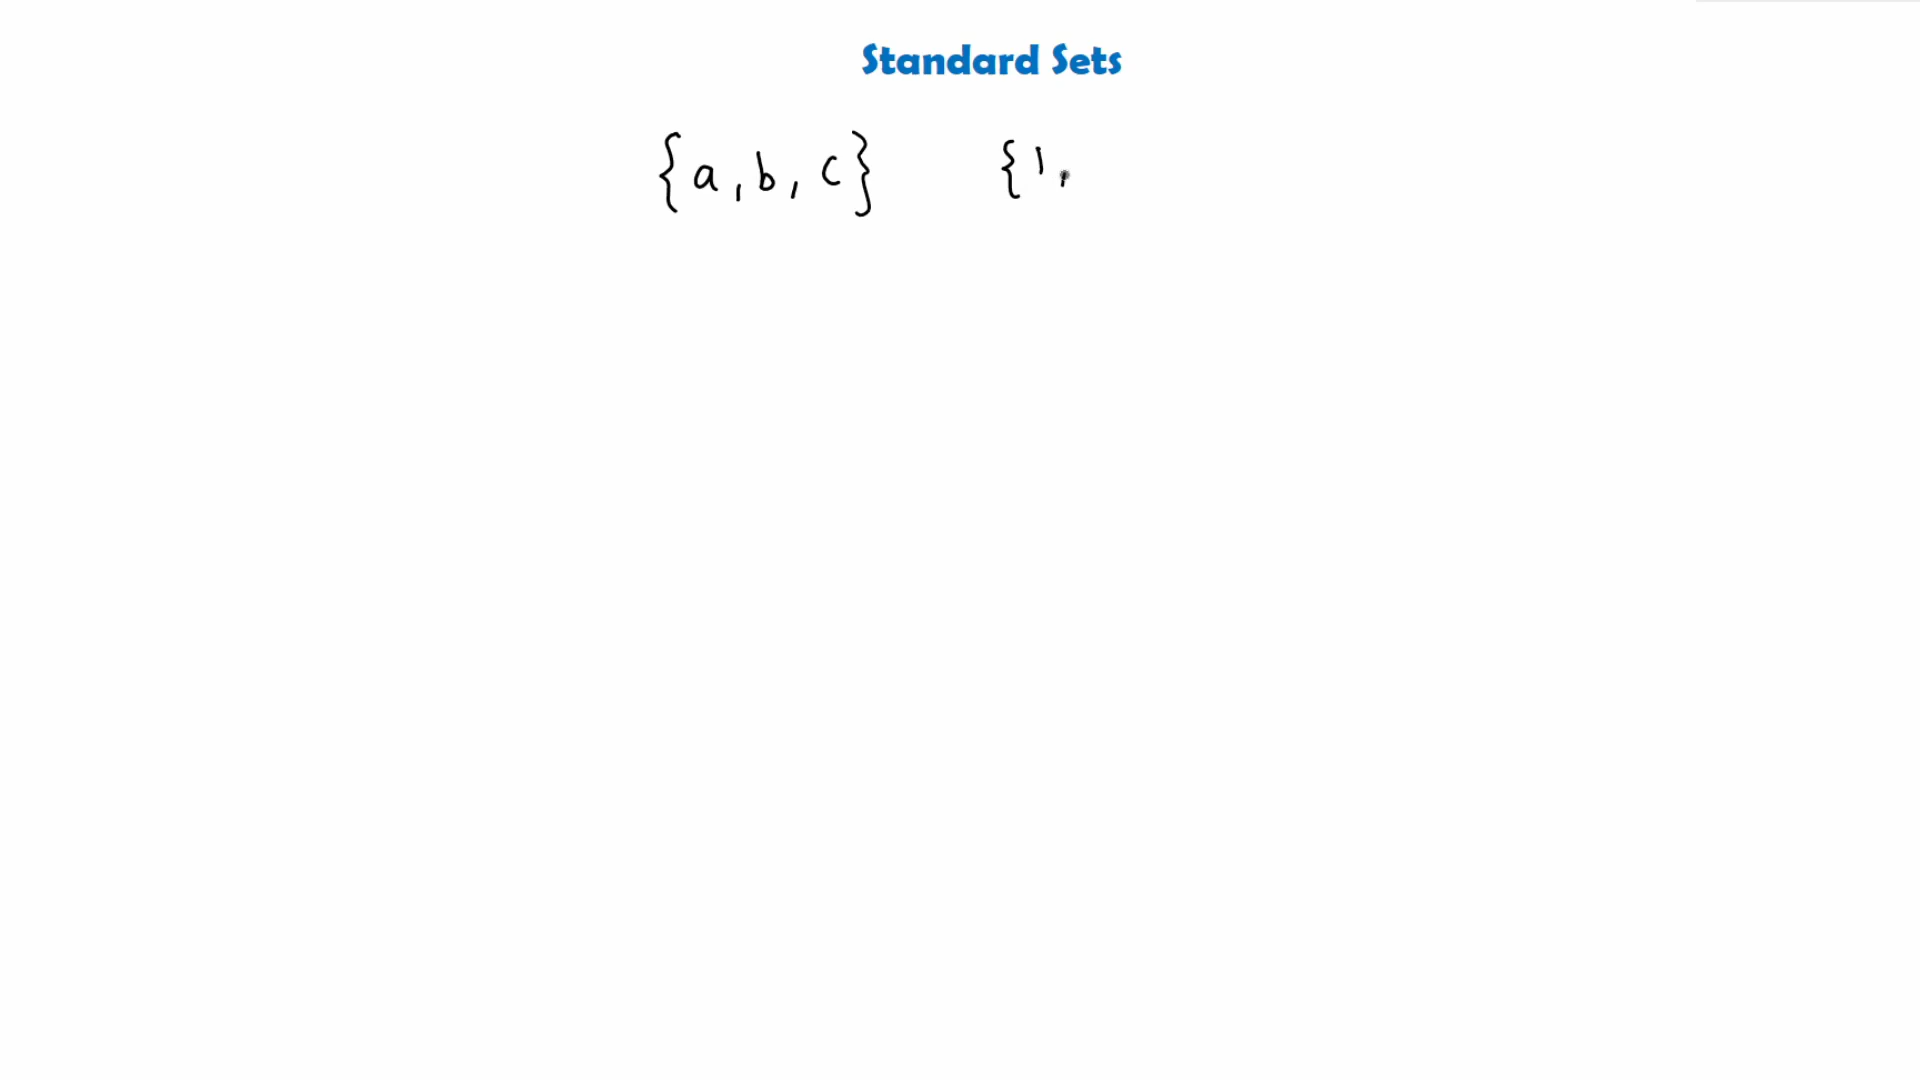 Standard Sets
{a, b, c} {1,